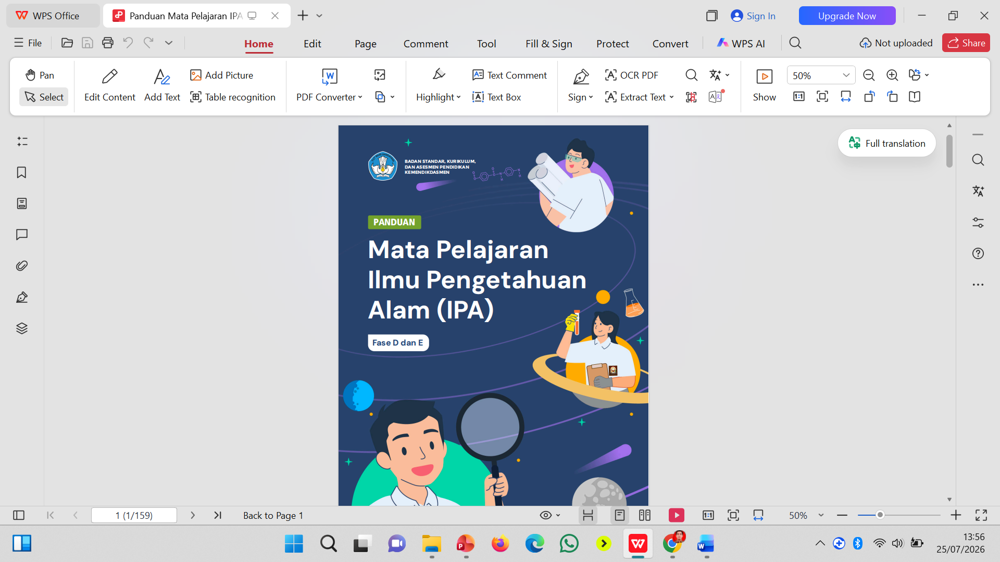 WPS Office
Panduan Mata Pelajaran IPA
Sign In
Upgrade Now
File
Home
Edit
Page
Comment
Tool
Fill & Sign
Protect
Convert
WPS AI
Not uploaded
Share
Pan
Select
Edit Content
Add Text
Add Picture
Table recognition
PDF Converter
Highlight
Text Comment
Text Box
Sign
OCR PDF
Extract Text
Show
50%
Full translation
BADAN STANDAR, KURIKULUM,
DAN ASESMEN PENDIDIKAN
KEMENDIKDASMEN
PANDUAN
Mata Pelajaran
Ilmu Pengetahuan
Alam (IPA)
Fase D dan E
1 (1/159)
Back to Page 1
50%
13:56
25/07/2026